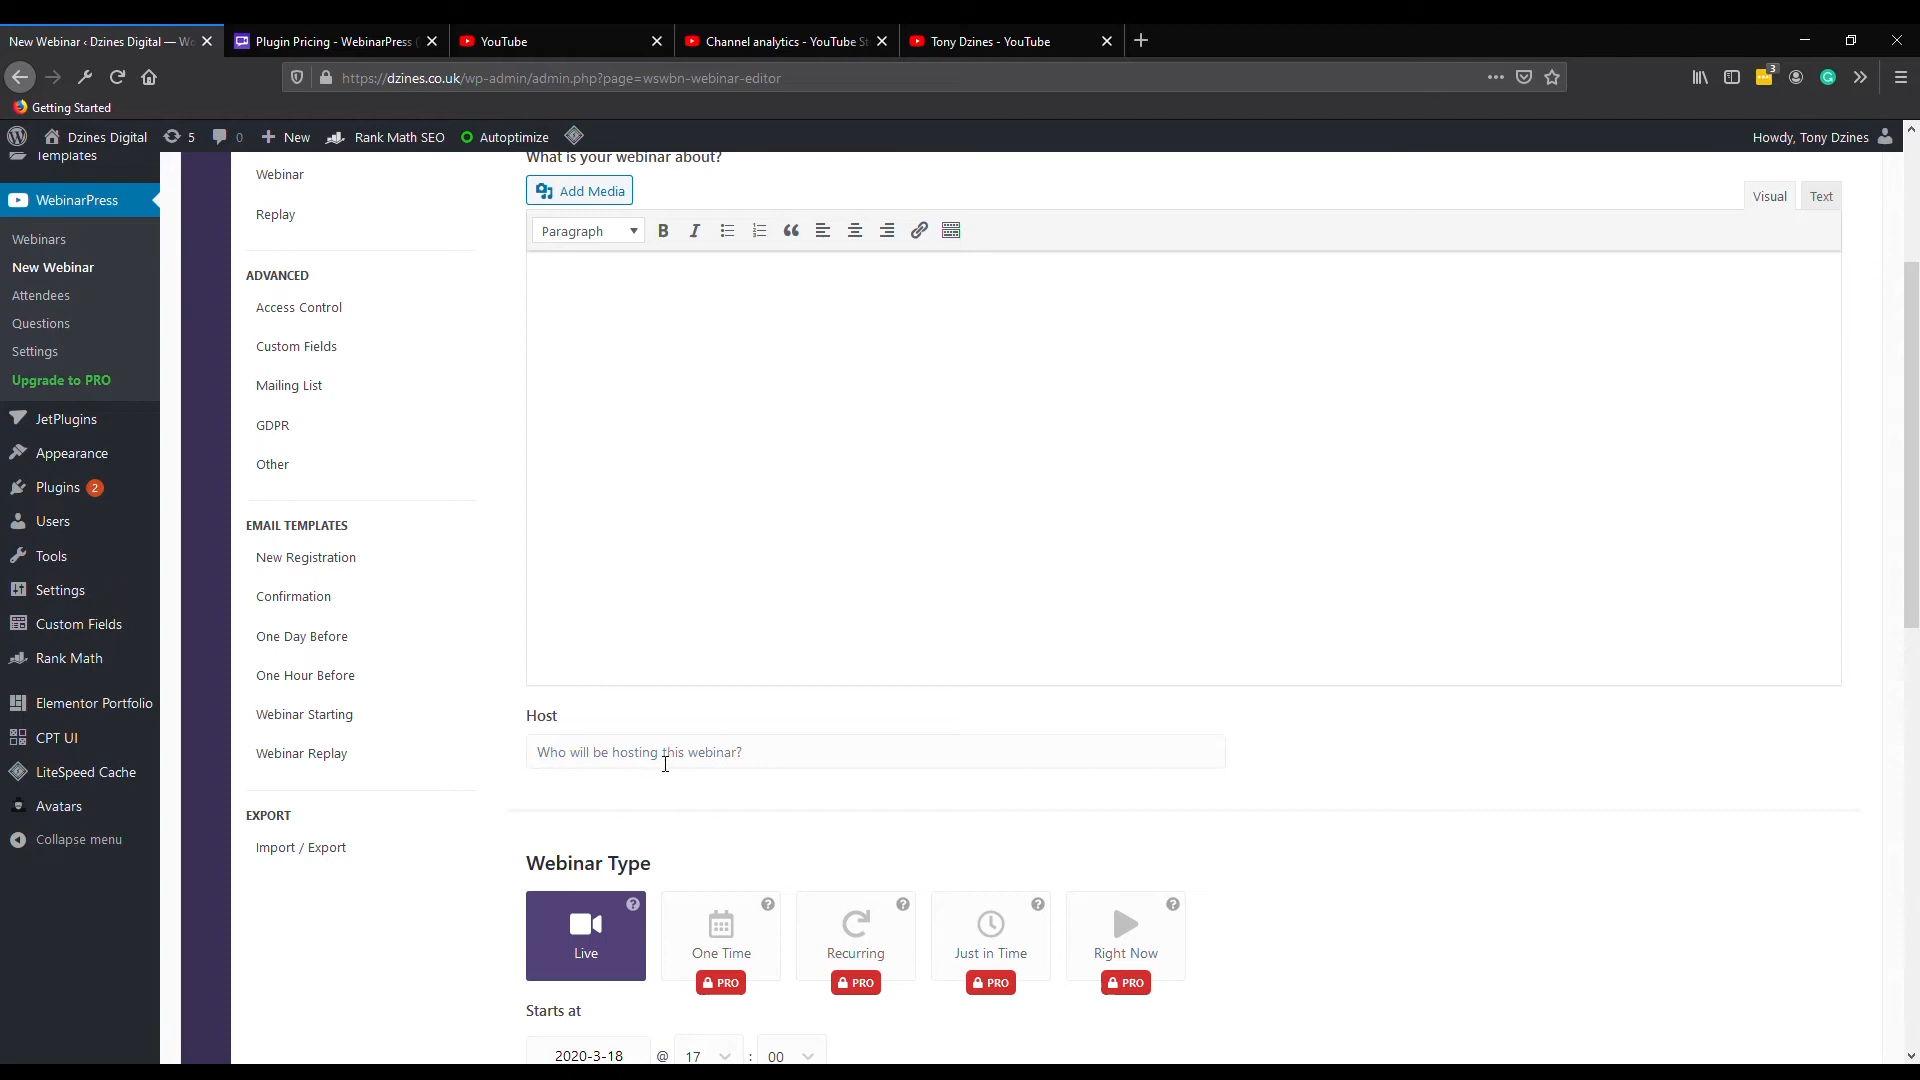 New Webinar ‹ Dzines Digital — Wo
Plugin Pricing - WebinarPress (
YouTube
Channel analytics - YouTube St
Tony Dzines - YouTube
https://dzines.co.uk/wp-admin/admin.php?page=wswbn-webinar-editor
3
Getting Started
Dzines Digital
5
0
New
Rank Math SEO
Autoptimize
Howdy, Tony Dzines
Templates
WebinarPress
Webinars
New Webinar
Attendees
Questions
Settings
Upgrade to PRO
JetPlugins
Appearance
Plugins 2
Users
Tools
Settings
Custom Fields
Rank Math
Elementor Portfolio
CPT UI
LiteSpeed Cache
Avatars
Collapse menu
Webinar
Replay
ADVANCED
Access Control
Custom Fields
Mailing List
GDPR
Other
EMAIL TEMPLATES
New Registration
Confirmation
One Day Before
One Hour Before
Webinar Starting
Webinar Replay
EXPORT
Import / Export
What is your webinar about?
Add Media
Visual
Text
Paragraph
B I
Host
Who will be hosting this webinar?
Webinar Type
Live
One Time
Recurring
Just in Time
Right Now
PRO
PRO
PRO
PRO
Starts at
2020-3-18 @ 17 : 00